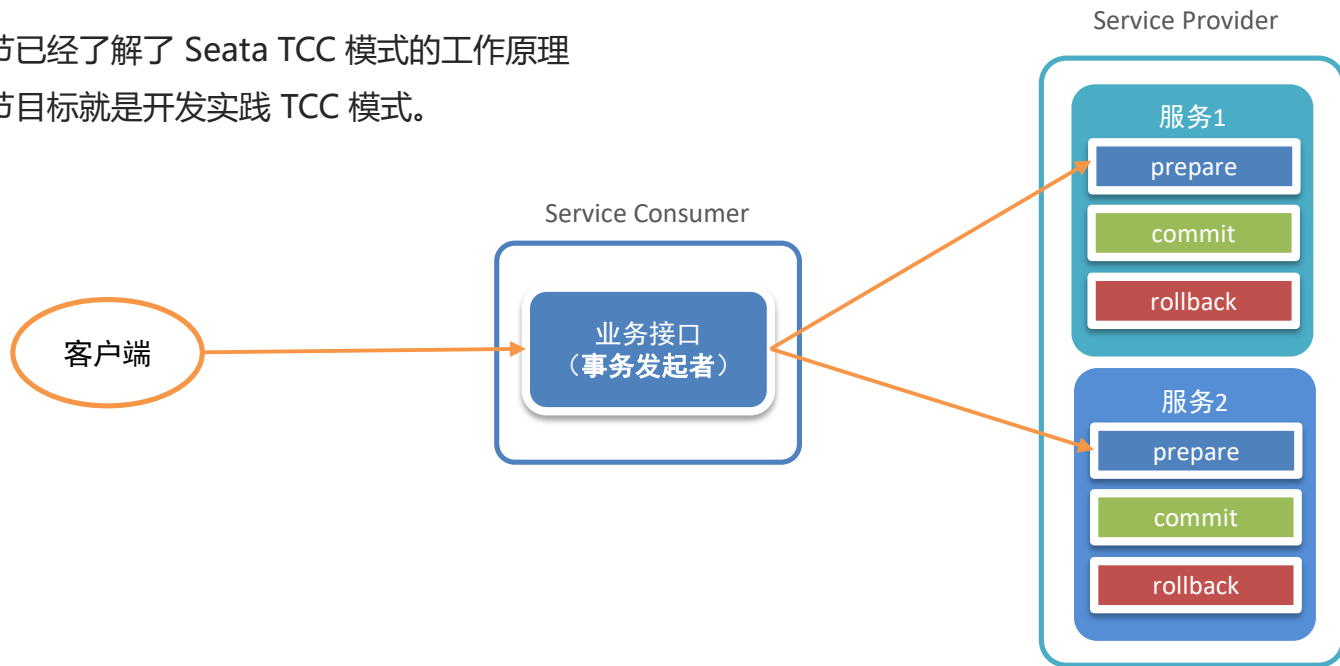 Service Provider
节已经了解了 Seata TCC 模式的工作原理
节目标就是开发实践 TCC 模式。
服务1
prepare
commit
rollback
Service Consumer
业务接口
（事务发起者）
客户端
服务2
prepare
commit
rollback